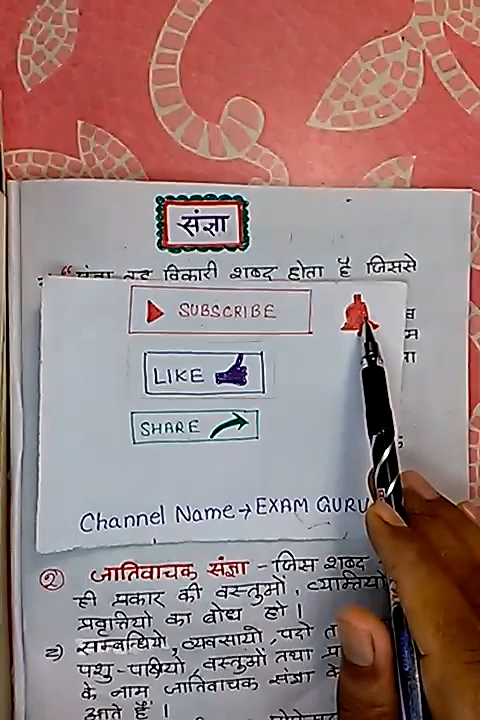 संज्ञा
संज्ञा वह विकारी शब्द होता है जिससे
SUBSCRIBE
LIKE
SHARE
Channel Name → EXAM GURU
② जातिवाचक संज्ञा - जिस शब्द
ही प्रकार की वस्तुओं, व्यक्तियो
प्रवृत्तियो का बोध हो।
⇒ सम्बन्धियो, व्यवसायो, पदो
पशु-पक्षियो, वस्तुओं तथा
के नाम जातिवाचक संज्ञा के
आते हैं।